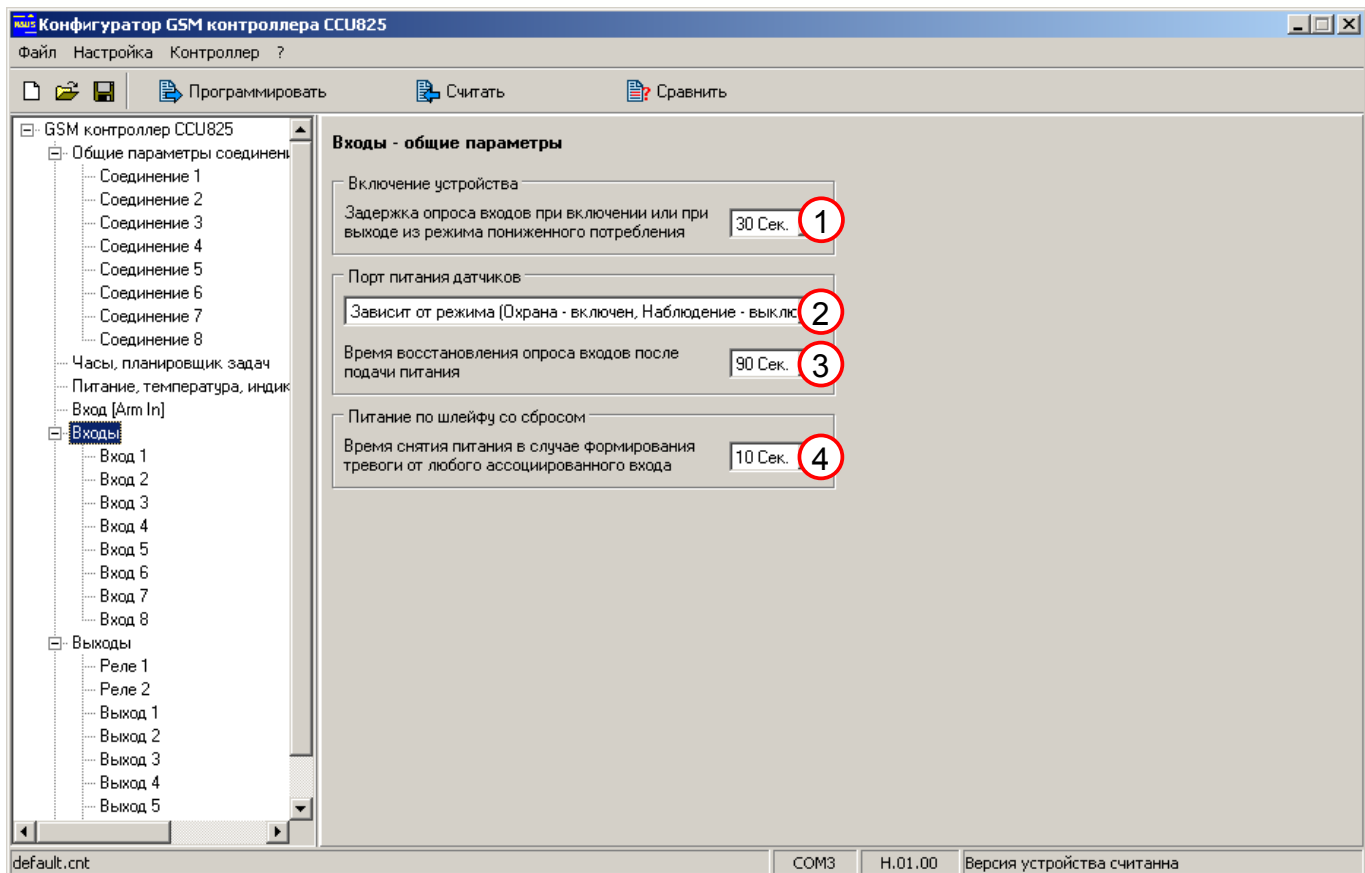 Конфигуратор GSM контроллера CCU825
Файл Настройка Контроллер ?
Программировать Считать Сравнить
GSM контроллер CCU825
Общие параметры соединени
Соединение 1
Соединение 2
Соединение 3
Соединение 4
Соединение 5
Соединение 6
Соединение 7
Соединение 8
Часы, планировщик задач
Питание, температура, индик
Вход [Arm In]
Входы
Вход 1
Вход 2
Вход 3
Вход 4
Вход 5
Вход 6
Вход 7
Вход 8
Выходы
Реле 1
Реле 2
Выход 1
Выход 2
Выход 3
Выход 4
Выход 5
Входы - общие параметры
Включение устройства
Задержка опроса входов при включении или при
выходе из режима пониженного потребления
30 Сек. 1
Порт питания датчиков
Зависит от режима (Охрана - включен, Наблюдение - выклю 2
Время восстановления опроса входов после
подачи питания
90 Сек. 3
Питание по шлейфу со сбросом
Время снятия питания в случае формирования
тревоги от любого ассоциированного входа
10 Сек. 4
default.cnt COM3 H.01.00 Версия устройства считанна